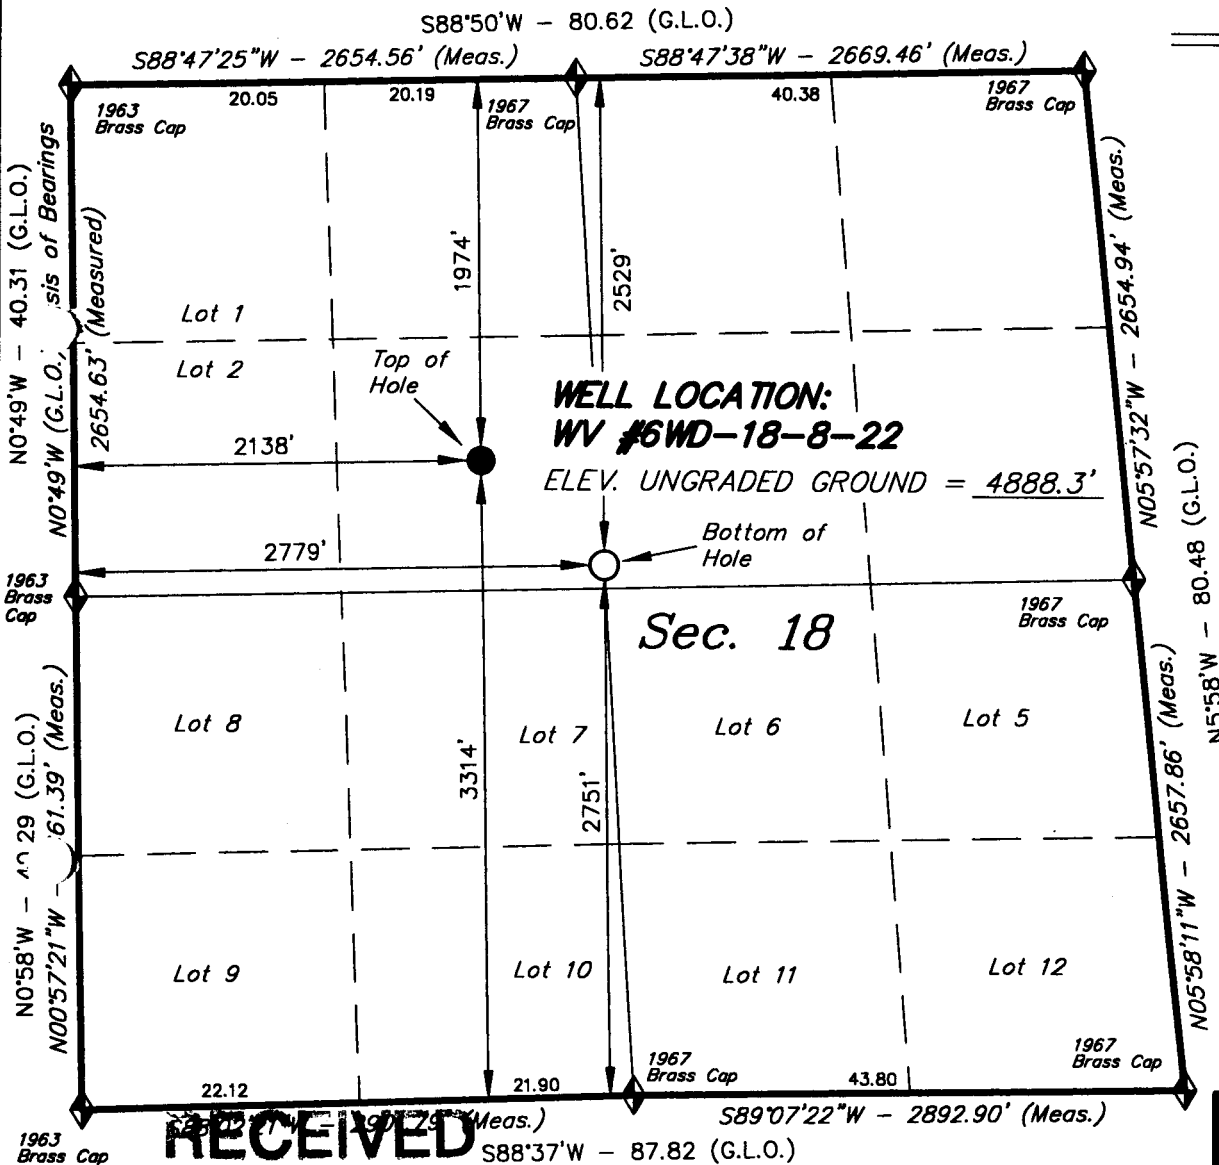 S88°50'W - 80.62 (G.L.O.)
S88°47'25"W - 2654.56' (Meas.)
S88°47'38"W - 2669.46' (Meas.)
20.05
20.19
40.38
1963
Brass Cap
1967
Brass Cap
1967
Brass Cap
N0°49'W - 40.31 (G.L.O.)
sis of Bearings
N0°49'W (G.L.O.,
2654.63' (Measured)
1974'
2529'
N05°57'32"W - 2654.94' (Meas.)
Lot 1
Lot 2
Top of
Hole
WELL LOCATION:
WV #6WD-18-8-22
ELEV. UNGRADED GROUND = 4888.3'
2138'
2779'
Bottom of
Hole
1963
Brass
Cap
Sec. 18
1967
Brass Cap
N5°58'W - 80.48 (G.L.O.)
Lot 8
Lot 7
Lot 6
Lot 5
3314'
2751'
N0°58'W - 29 (G.L.O.)
N00°57'21"W - 61.39' (Meas.)
N05°58'11"W - 2657.86' (Meas.)
Lot 9
Lot 10
Lot 11
Lot 12
22.12
21.90
1967
Brass Cap
43.80
1967
Brass Cap
(Meas.)
S89°07'22"W - 2892.90' (Meas.)
RECEIVED
S88°37'W - 87.82 (G.L.O.)
1963
Brass Cap